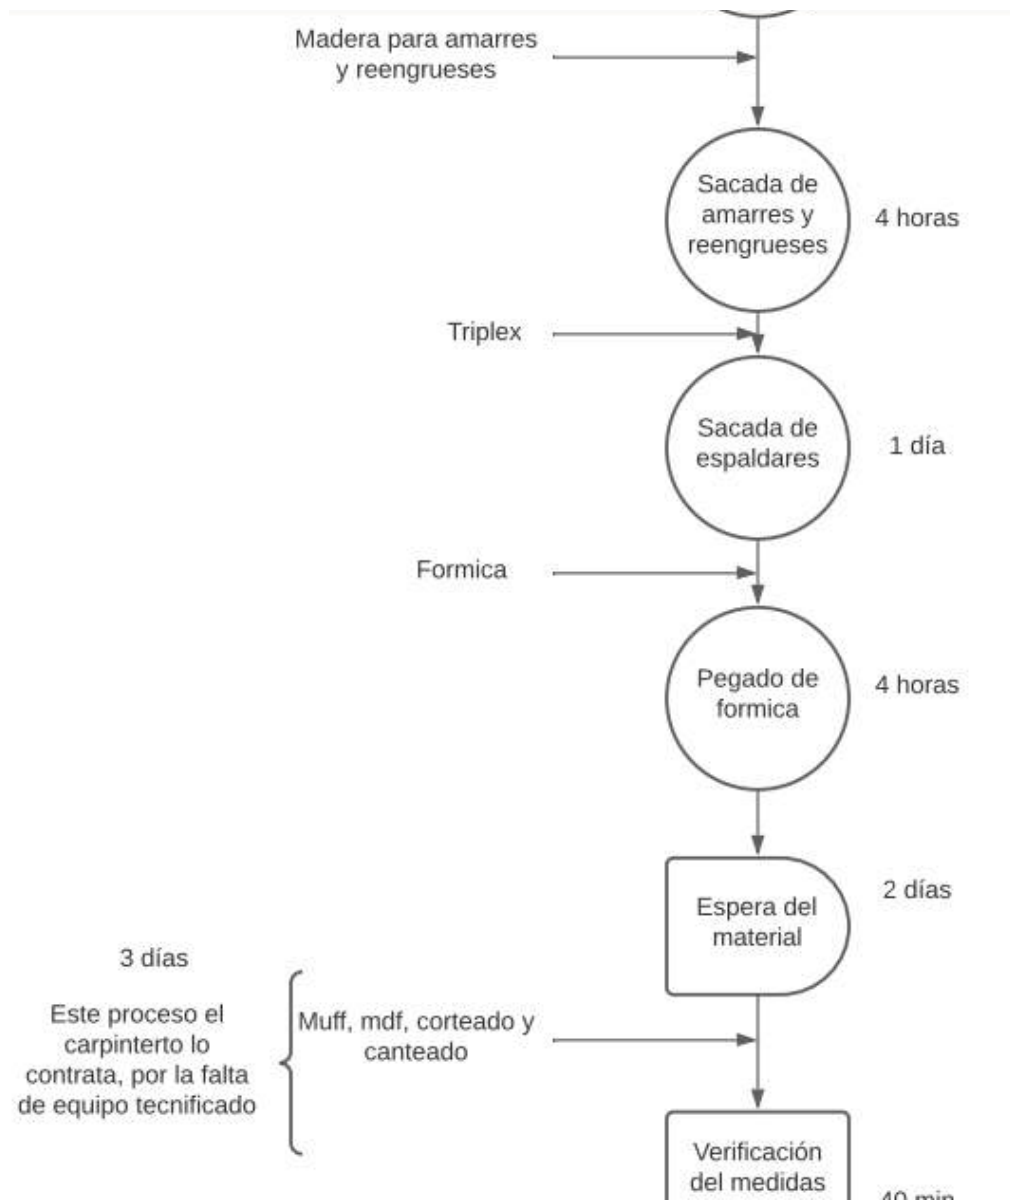 Madera para amarres
y reengrueses
Sacada de
amarres y
reengrueses
4 horas
Triplex
Sacada de
espaldares
1 día
Formica
Pegado de
formica
4 horas
Espera del
material
2 días
3 días
Este proceso el
carpinterto lo
contrata, por la falta
de equipo tecnificado
Muff, mdf, corteado y
canteado
Verificación
del medidas
40 min